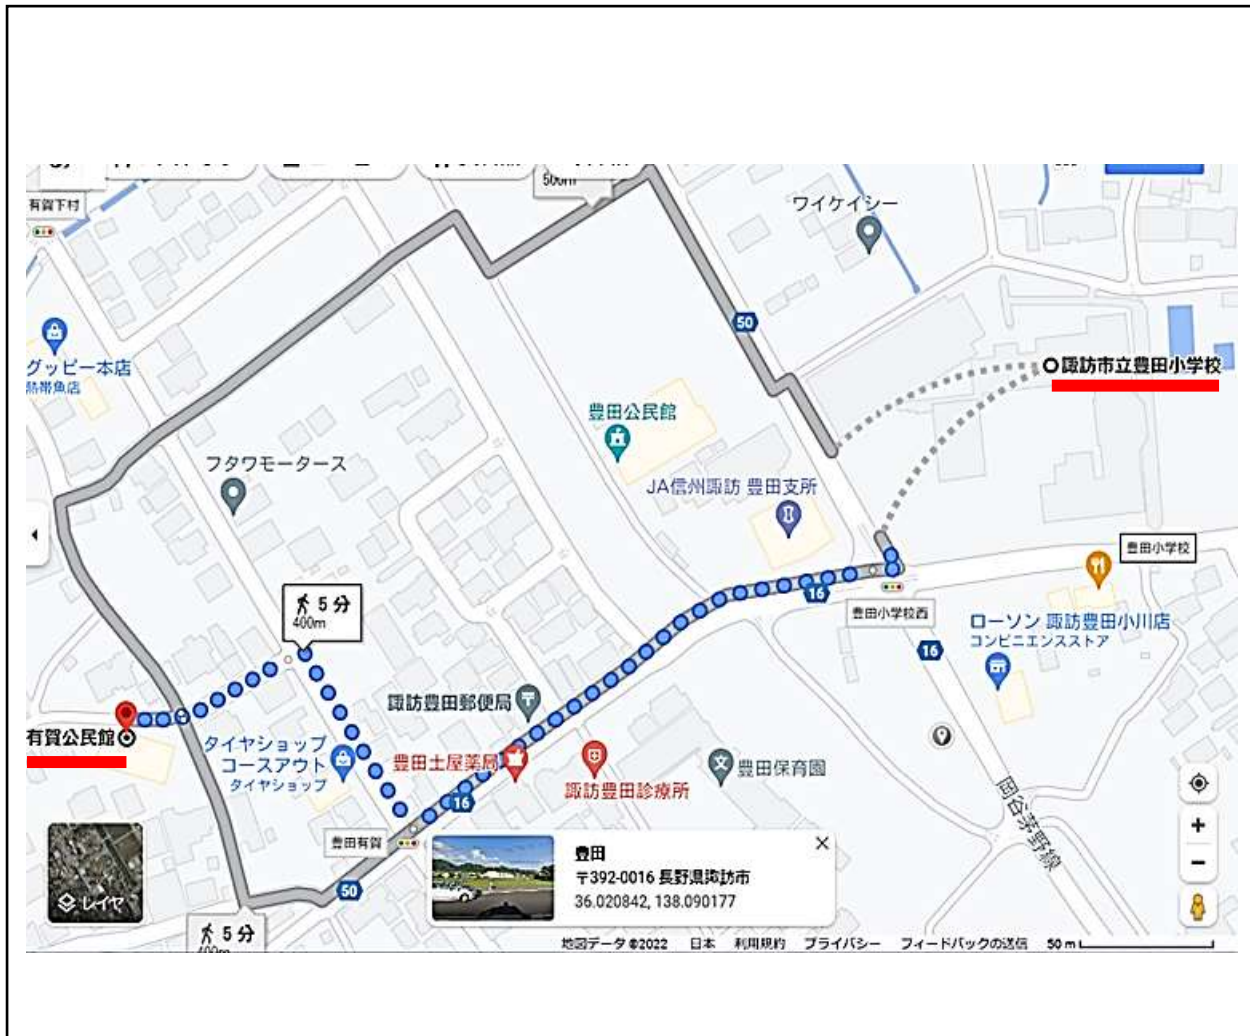 500m
有賀下村
ワイケイシー
50
グッピー本店
熱帯魚店
諏訪市立豊田小学校
豊田公民館
フタワモータース
JA信州諏訪 豊田支所
豊田小学校
5 分
400m
16
豊田小学校西
ローソン 諏訪豊田小川店
コンビニエンスストア
16
諏訪豊田郵便局
有賀公民館
タイヤショップ
コースアウト
タイヤショップ
豊田土屋薬局
諏訪豊田診療所
豊田保育園
16
岡谷茅野線
豊田有賀
50
レイヤ
豊田
〒392-0016 長野県諏訪市
36.020842, 138.090177
5 分
400m
地図データ ©2022 日本 利用規約 プライバシー フィードバックの送信 50 m